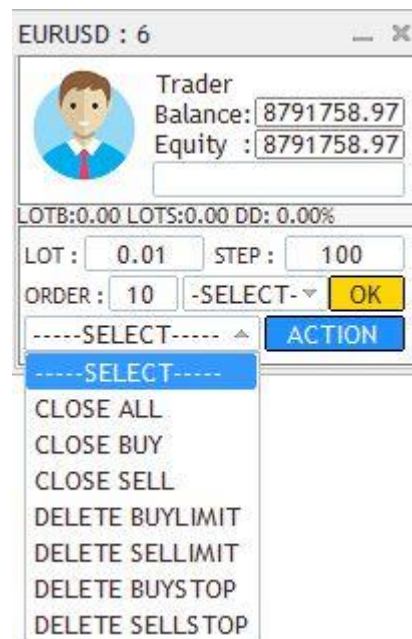 EURUSD : 6
Trader
Balance: 8791758.97
Equity : 8791758.97
LOTB:0.00 LOTS:0.00 DD: 0.00%
LOT : 0.01 STEP : 100
ORDER : 10 -SELECT- OK
-----SELECT----- ACTION
-----SELECT-----
CLOSE ALL
CLOSE BUY
CLOSE SELL
DELETE BUYLIMIT
DELETE SELLIMIT
DELETE BUYSTOP
DELETE SELLSTOP